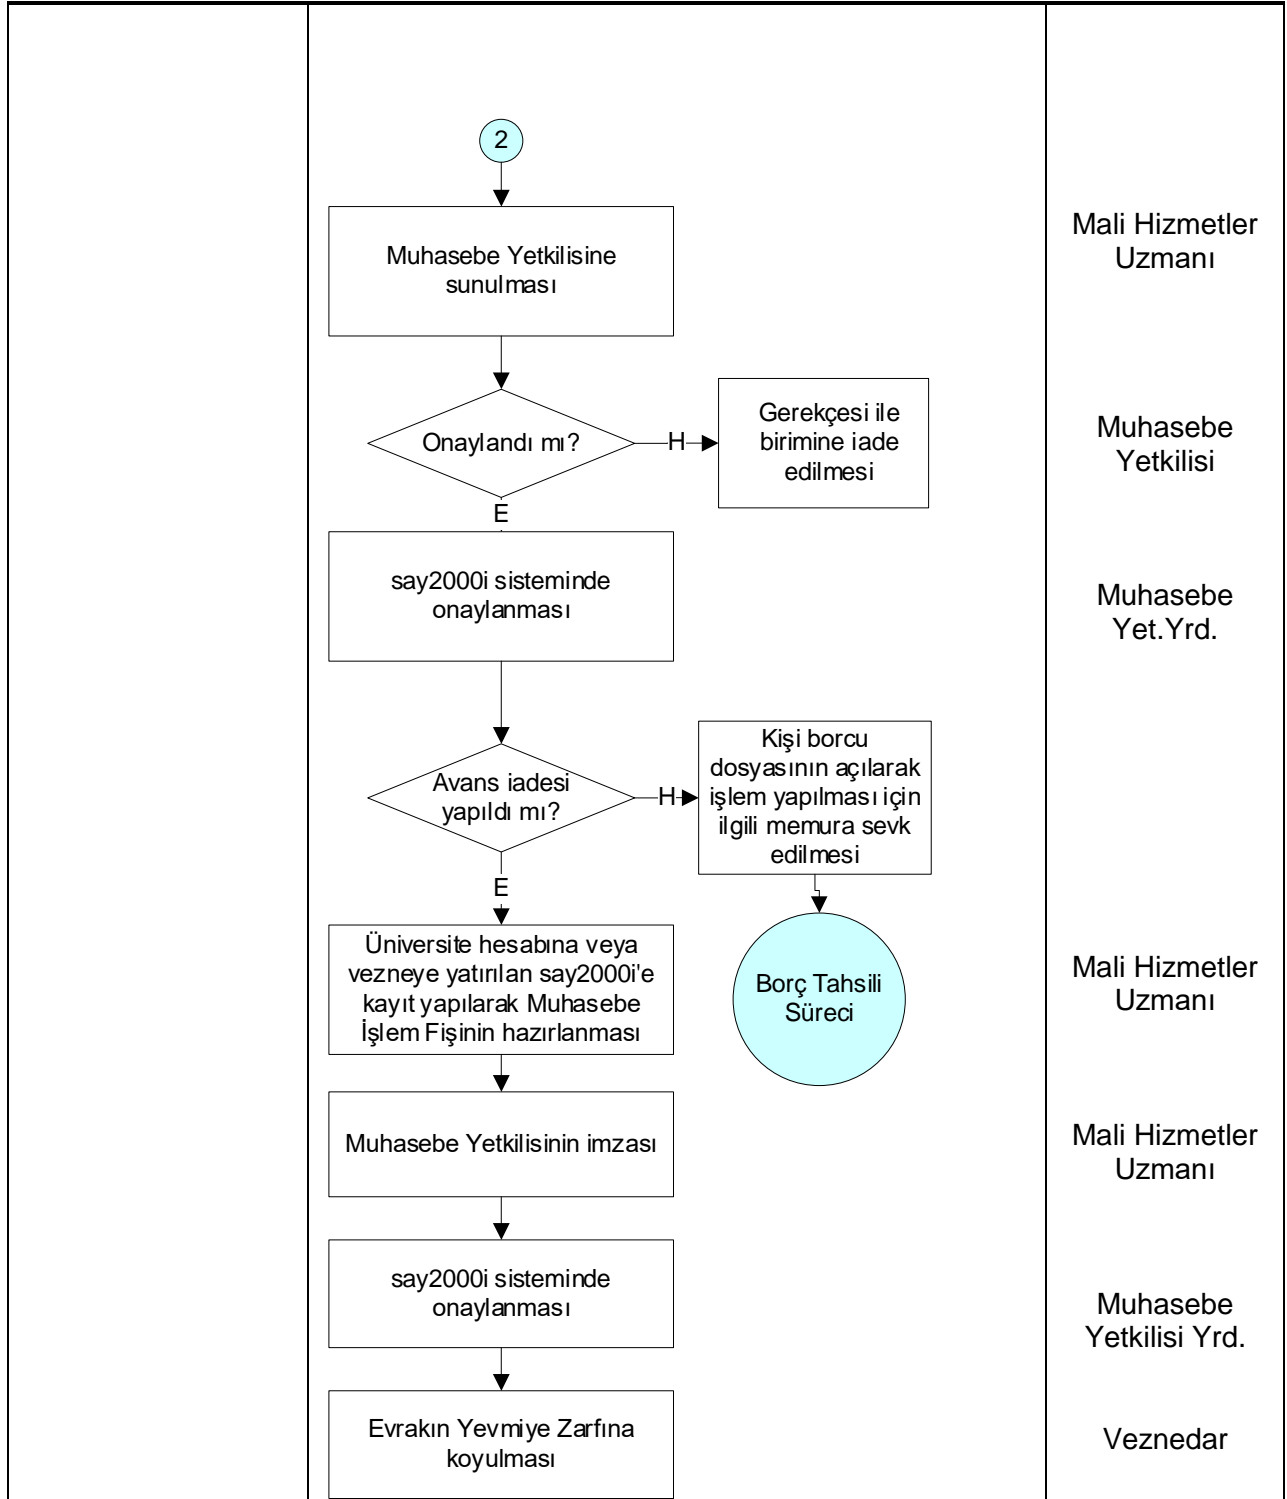 2
Muhasebe Yetkilisine
sunulması
Mali Hizmetler
Uzmanı
Onaylandı mı?
H
Gerekçesi ile
birimine iade
edilmesi
Muhasebe
Yetkilisi
E
say2000i sisteminde
onaylanması
Muhasebe
Yet.Yrd.
Avans iadesi
yapıldı mı?
H
Kişi borcu
dosyasının açılarak
işlem yapılması için
ilgili memura sevk
edilmesi
E
Üniversite hesabına veya
vezneye yatırılan say2000i'e
kayıt yapılarak Muhasebe
İşlem Fişinin hazırlanması
Borç Tahsili
Süreci
Mali Hizmetler
Uzmanı
Muhasebe Yetkilisinin imzası
Mali Hizmetler
Uzmanı
say2000i sisteminde
onaylanması
Muhasebe
Yetkilisi Yrd.
Evrakın Yevmiye Zarfına
koyulması
Veznedar